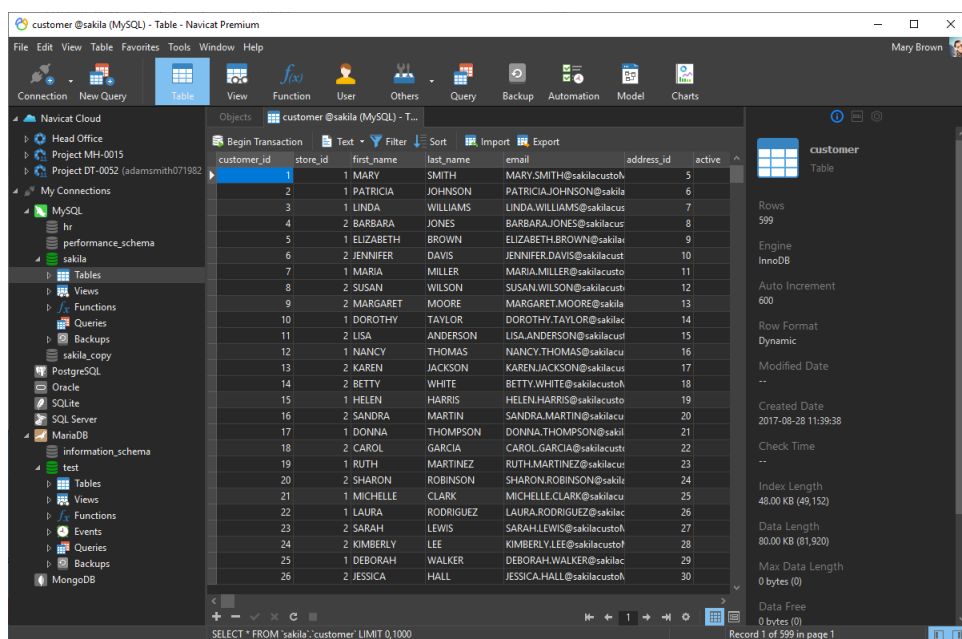 customer @sakila (MySQL) - Table - Navicat Premium
File Edit View Table Favorites Tools Window Help
Mary Brown
Connection New Query Table View Function User Others Query Backup Automation Model Charts
Navicat Cloud
Head Office
Project MH-0015
Project DT-0052 (adamsmith071982
My Connections
MySQL
hr
performance_schema
sakila
Tables
Views
Functions
Queries
Backups
sakila_copy
PostgreSQL
Oracle
SQLite
SQL Server
MariaDB
information_schema
test
Tables
Views
Functions
Events
Queries
Backups
MongoDB
Objects customer @sakila (MySQL) - T...
Begin Transaction Text Filter Sort Import Export
customer_id store_id first_name last_name email address_id active
1 1 MARY SMITH MARY.SMITH@sakilacustoM 5
2 1 PATRICIA JOHNSON PATRICIA.JOHNSON@sakila 6
3 1 LINDA WILLIAMS LINDA.WILLIAMS@sakilacus 7
4 2 BARBARA JONES BARBARA.JONES@sakilacus 8
5 1 ELIZABETH BROWN ELIZABETH.BROWN@sakilac 9
6 2 JENNIFER DAVIS JENNIFER.DAVIS@sakilacust 10
7 1 MARIA MILLER MARIA.MILLER@sakilacusto 11
8 2 SUSAN WILSON SUSAN.WILSON@sakilacust 12
9 2 MARGARET MOORE MARGARET.MOORE@sakila 13
10 1 DOROTHY TAYLOR DOROTHY.TAYLOR@sakilac 14
11 2 LISA ANDERSON LISA.ANDERSON@sakilacust 15
12 1 NANCY THOMAS NANCY.THOMAS@sakilacu 16
13 2 KAREN JACKSON KAREN.JACKSON@sakilacus 17
14 2 BETTY WHITE BETTY.WHITE@sakilacustoM 18
15 1 HELEN HARRIS HELEN.HARRIS@sakilacusto 19
16 2 SANDRA MARTIN SANDRA.MARTIN@sakilacu 20
17 1 DONNA THOMPSON DONNA.THOMPSON@sakil 21
18 2 CAROL GARCIA CAROL.GARCIA@sakilacusto 22
19 1 RUTH MARTINEZ RUTH.MARTINEZ@sakilacus 23
20 2 SHARON ROBINSON SHARON.ROBINSON@sakila 24
21 1 MICHELLE CLARK MICHELLE.CLARK@sakilacu 25
22 1 LAURA RODRIGUEZ LAURA.RODRIGUEZ@sakilac 26
23 2 SARAH LEWIS SARAH.LEWIS@sakilacustoM 27
24 2 KIMBERLY LEE KIMBERLY.LEE@sakilacustoM 28
25 1 DEBORAH WALKER DEBORAH.WALKER@sakilac 29
26 2 JESSICA HALL JESSICA.HALL@sakilacustoM 30
1
customer
Table
Rows
599
Engine
InnoDB
Auto Increment
600
Row Format
Dynamic
Modified Date
--
Created Date
2017-08-28 11:39:38
Check Time
--
Index Length
48.00 KB (49,152)
Data Length
80.00 KB (81,920)
Max Data Length
0 bytes (0)
Data Free
0 bytes (0)
SELECT * FROM `sakila`.`customer` LIMIT 0,1000
Record 1 of 599 in page 1